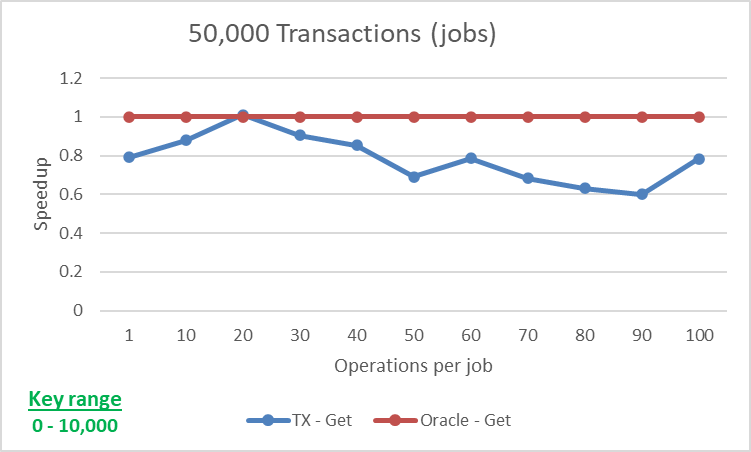 50,000 Transactions (jobs)
1.2
1
0.8
0.6
0.4
0.2
0
Speedup
1 10 20 30 40 50 60 70 80 90 100
Operations per job
Key range
0 - 10,000
TX - Get Oracle - Get